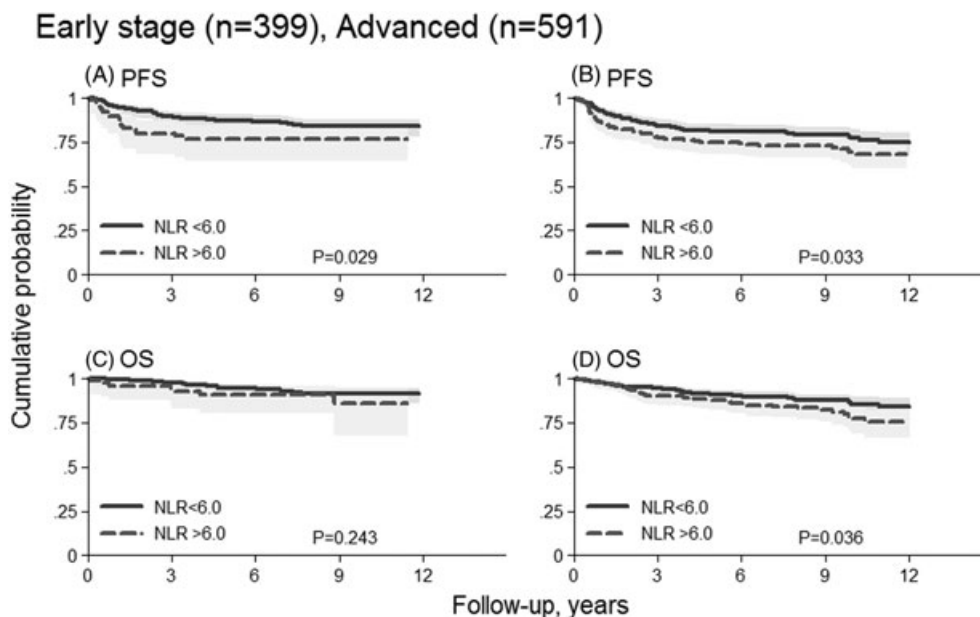 Early stage (n=399), Advanced (n=591)
(A) PFS
1
.75
.5
.25
0
NLR <6.0
NLR >6.0
P=0.029
0 3 6 9 12
(B) PFS
1
.75
.5
.25
0
NLR <6.0
NLR >6.0
P=0.033
0 3 6 9 12
Cumulative probability
(C) OS
1
.75
.5
.25
0
NLR<6.0
NLR >6.0
P=0.243
0 3 6 9 12
(D) OS
1
.75
.5
.25
0
NLR<6.0
NLR >6.0
P=0.036
0 3 6 9 12
Follow-up, years